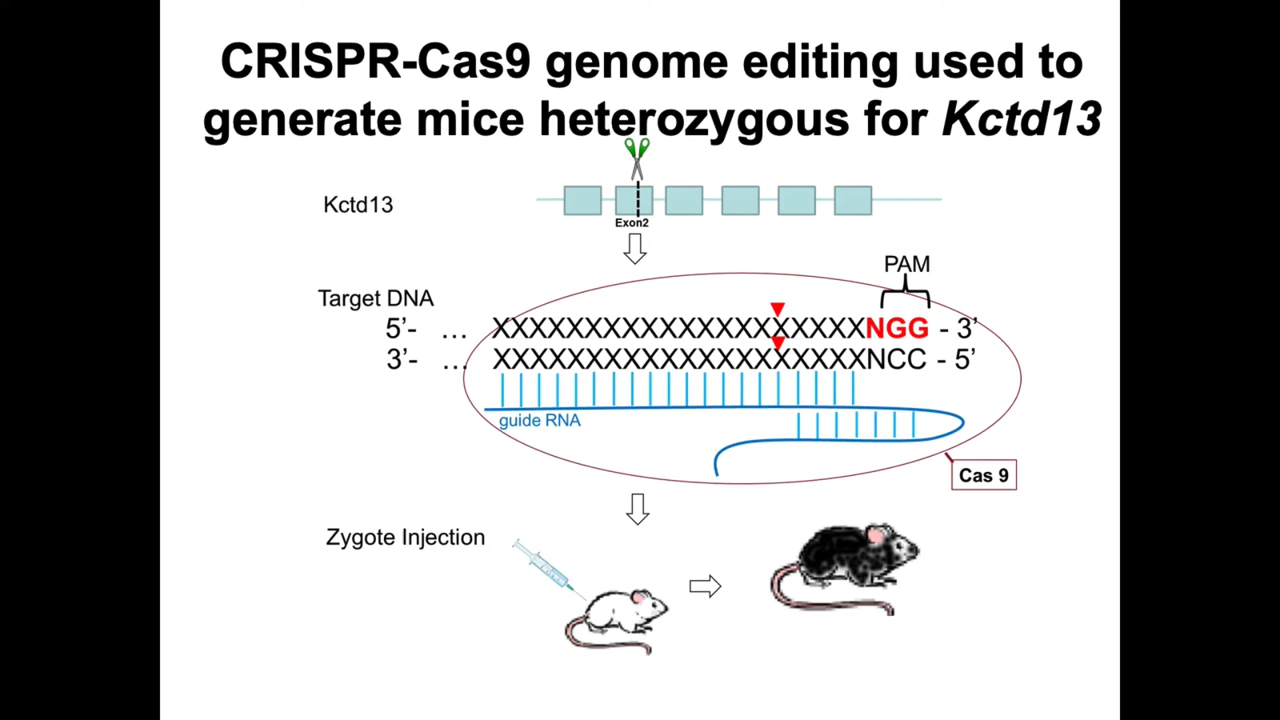 CRISPR-Cas9 genome editing used to
generate mice heterozygous for Kctd13
Kctd13
Exon2
PAM
Target DNA
5’- ... XXXXXXXXXXXXXXXXXXXXNGG - 3’
3’- ... XXXXXXXXXXXXXXXXXXXXNCC - 5’
guide RNA
Cas 9
Zygote Injection